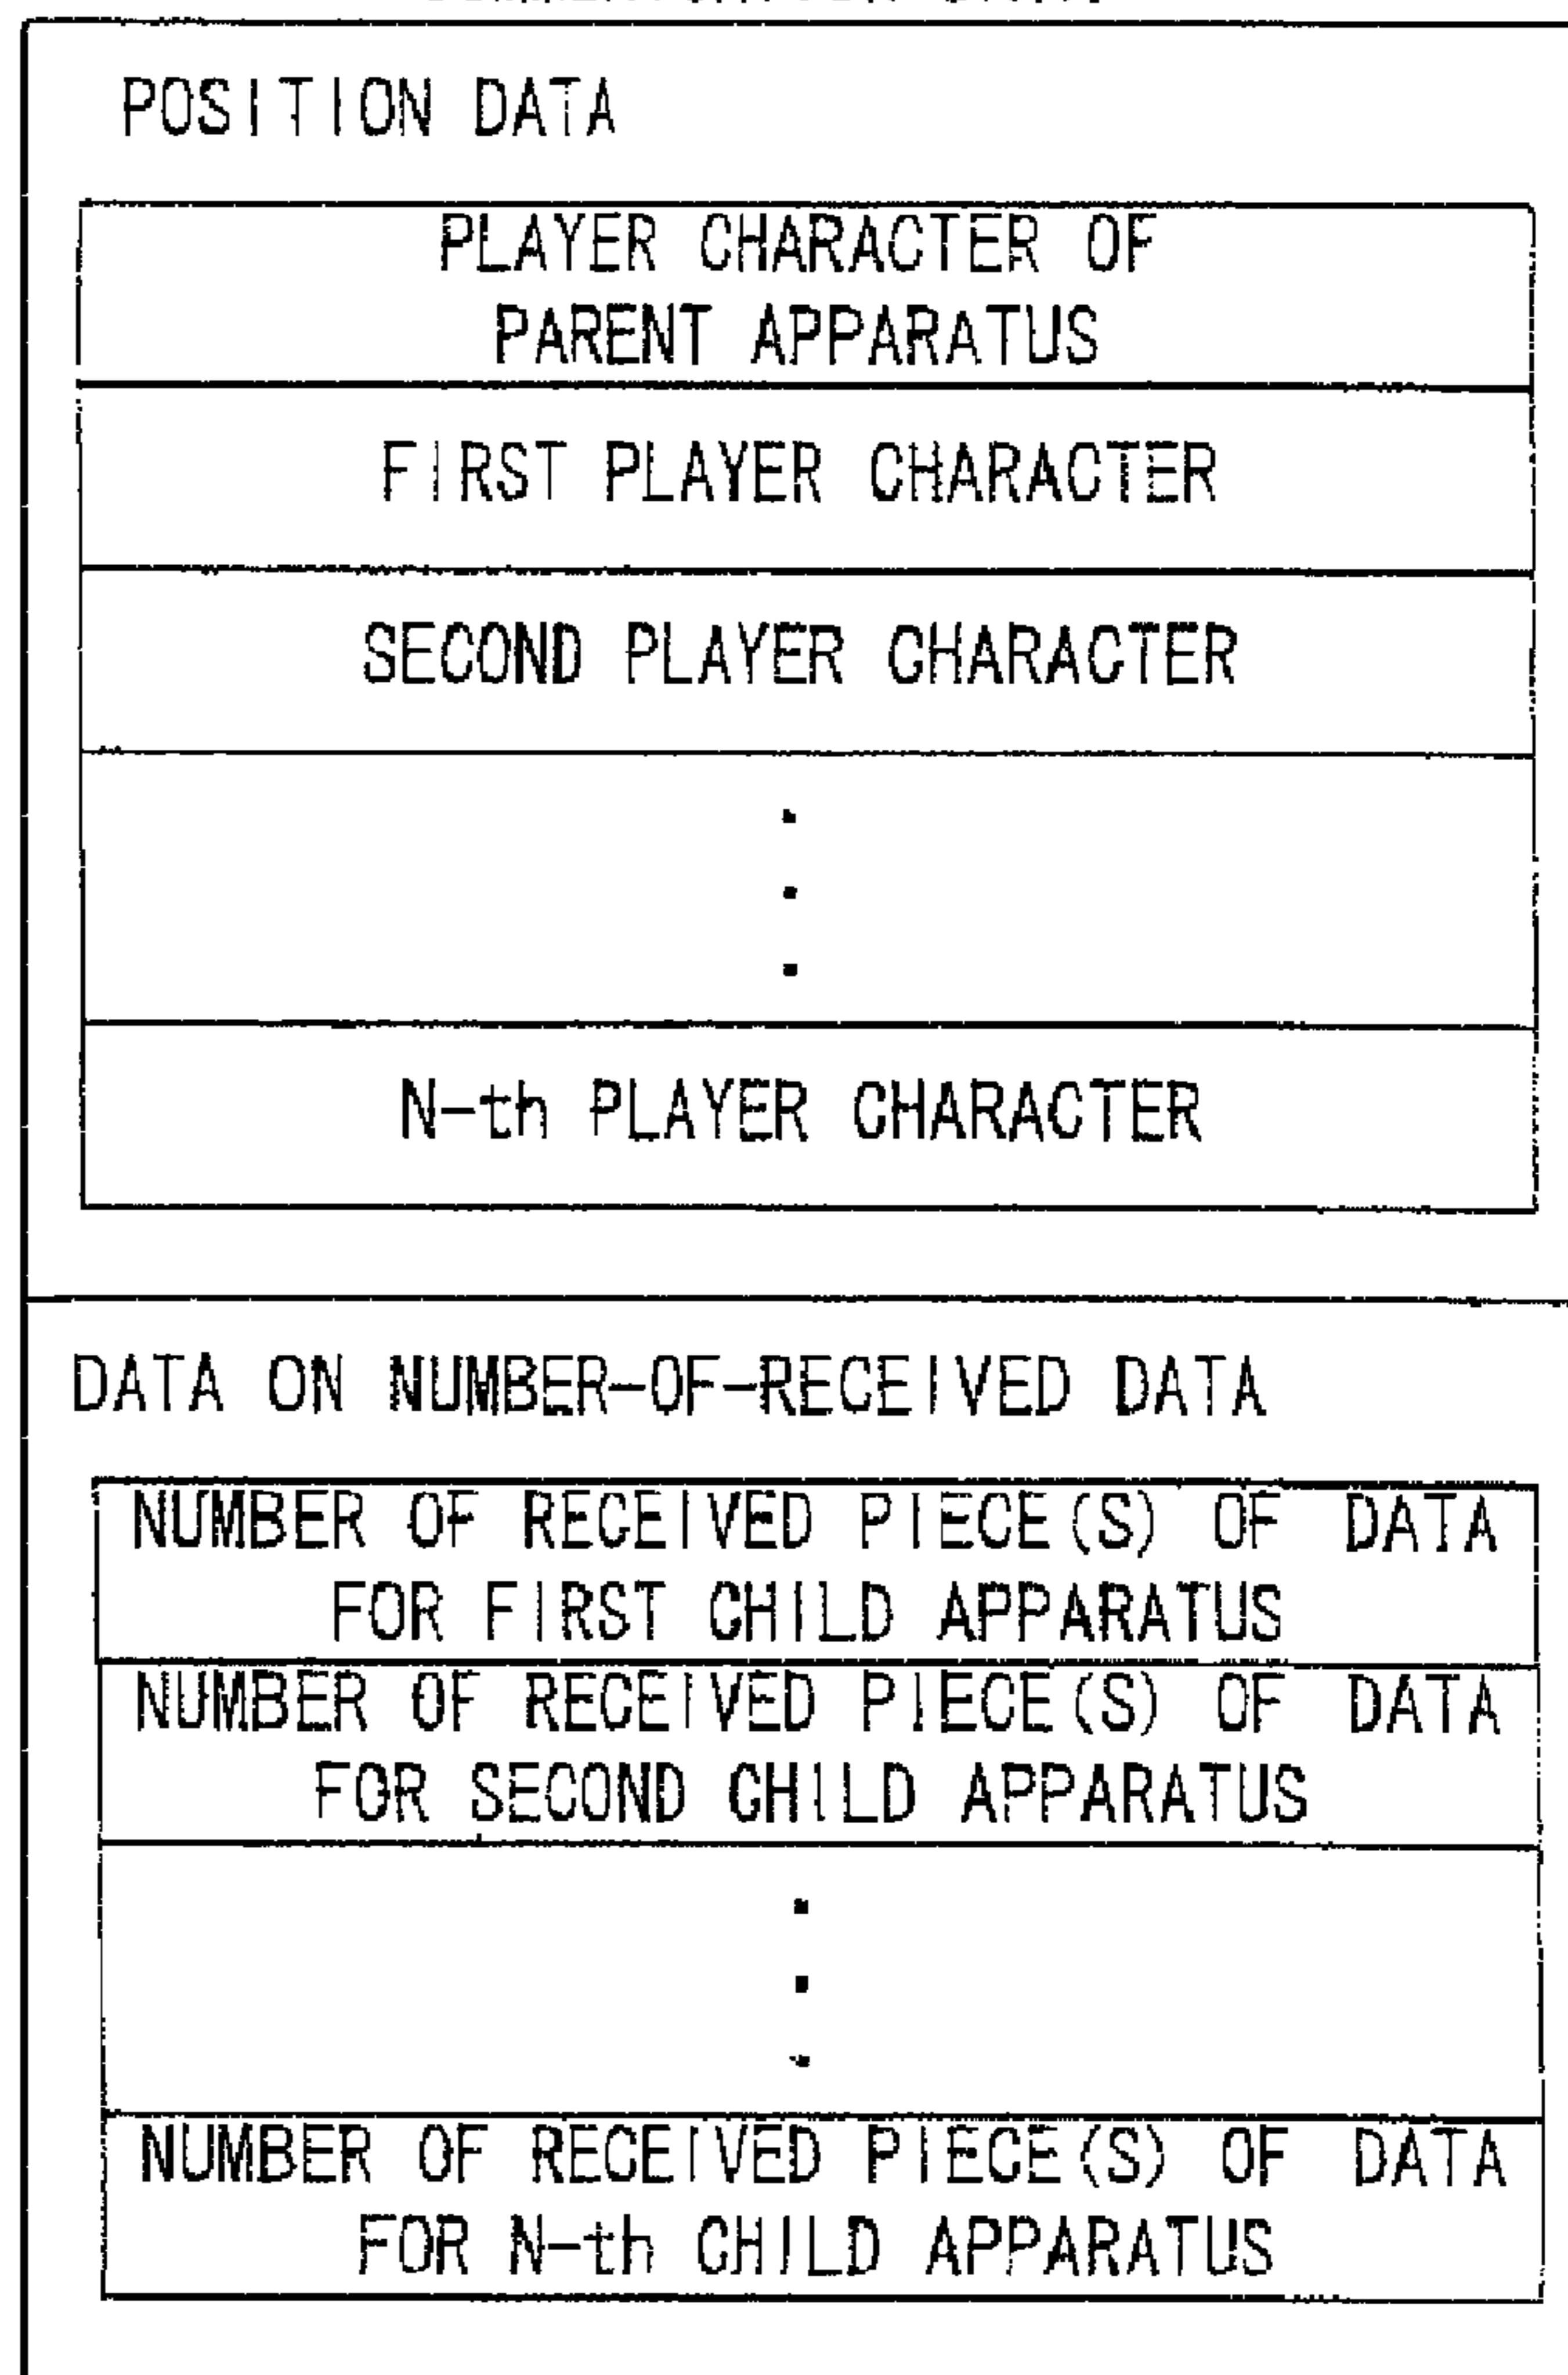 POSITION DATA
PLAYER CHARACTER OF
PARENT APPARATUS
FIRST PLAYER CHARACTER
SECOND PLAYER CHARACTER
N-th PLAYER CHARACTER
DATA ON NUMBER-OF-RECEIVED DATA
NUMBER OF RECEIVED PIECE(S) OF DATA
FOR FIRST CHILD APPARATUS
NUMBER OF RECEIVED PIECE(S) OF DATA
FOR SECOND CHILD APPARATUS
NUMBER OF RECEIVED PIECE(S) OF DATA
FOR N-th CHILD APPARATUS